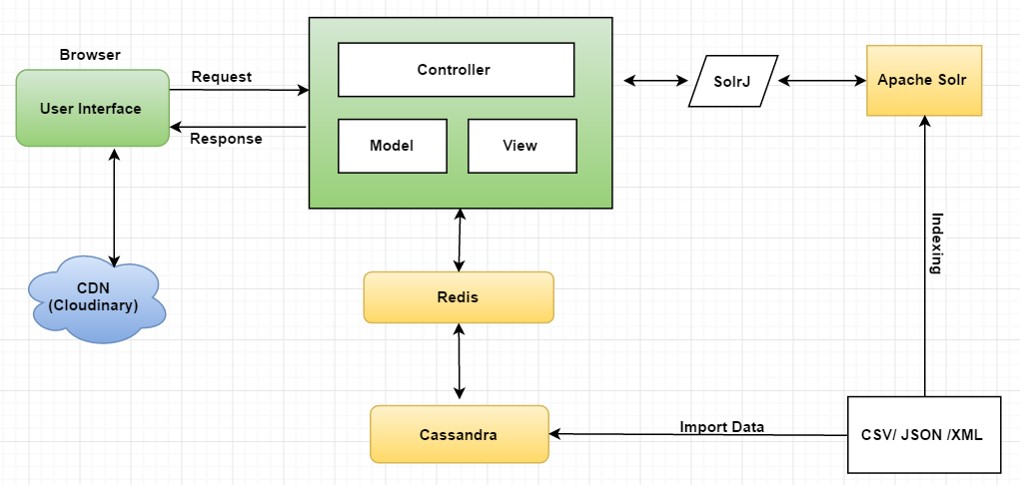 Browser
User Interface
Request
Response
Controller
Model
View
SolrJ
Apache Solr
Indexing
CDN
(Cloudinary)
Redis
Cassandra
Import Data
CSV/ JSON /XML